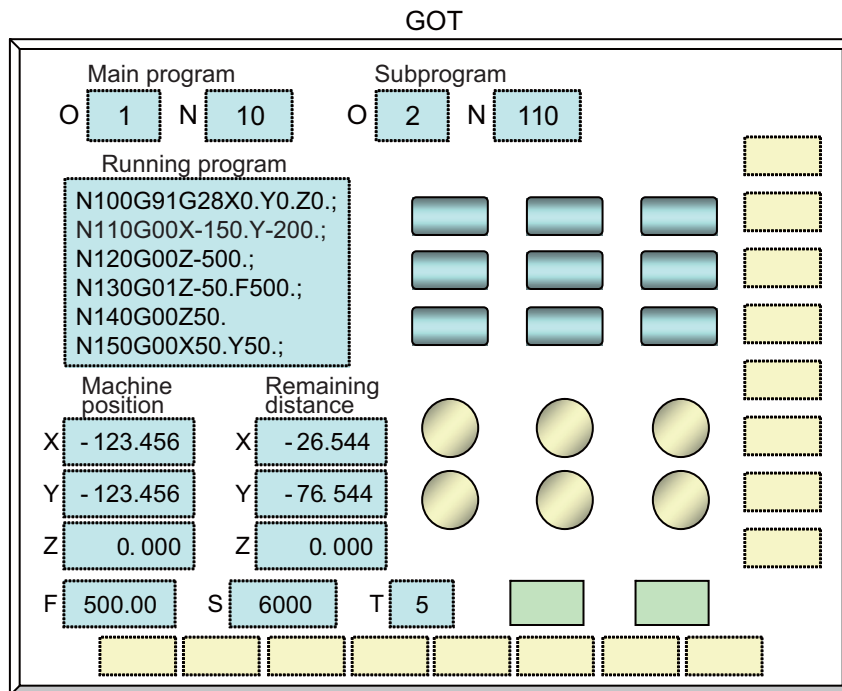 GOT
Main program Subprogram
O 1 N 10 O 2 N 110
Running program
N100G91G28X0.Y0.Z0.;
N110G00X-150.Y-200.;
N120G00Z-500.;
N130G01Z-50.F500.;
N140G00Z50.
N150G00X50.Y50.;
Machine position Remaining distance
X -123.456 X -26.544
Y -123.456 Y -76.544
Z 0.000 Z 0.000
F 500.00 S 6000 T 5